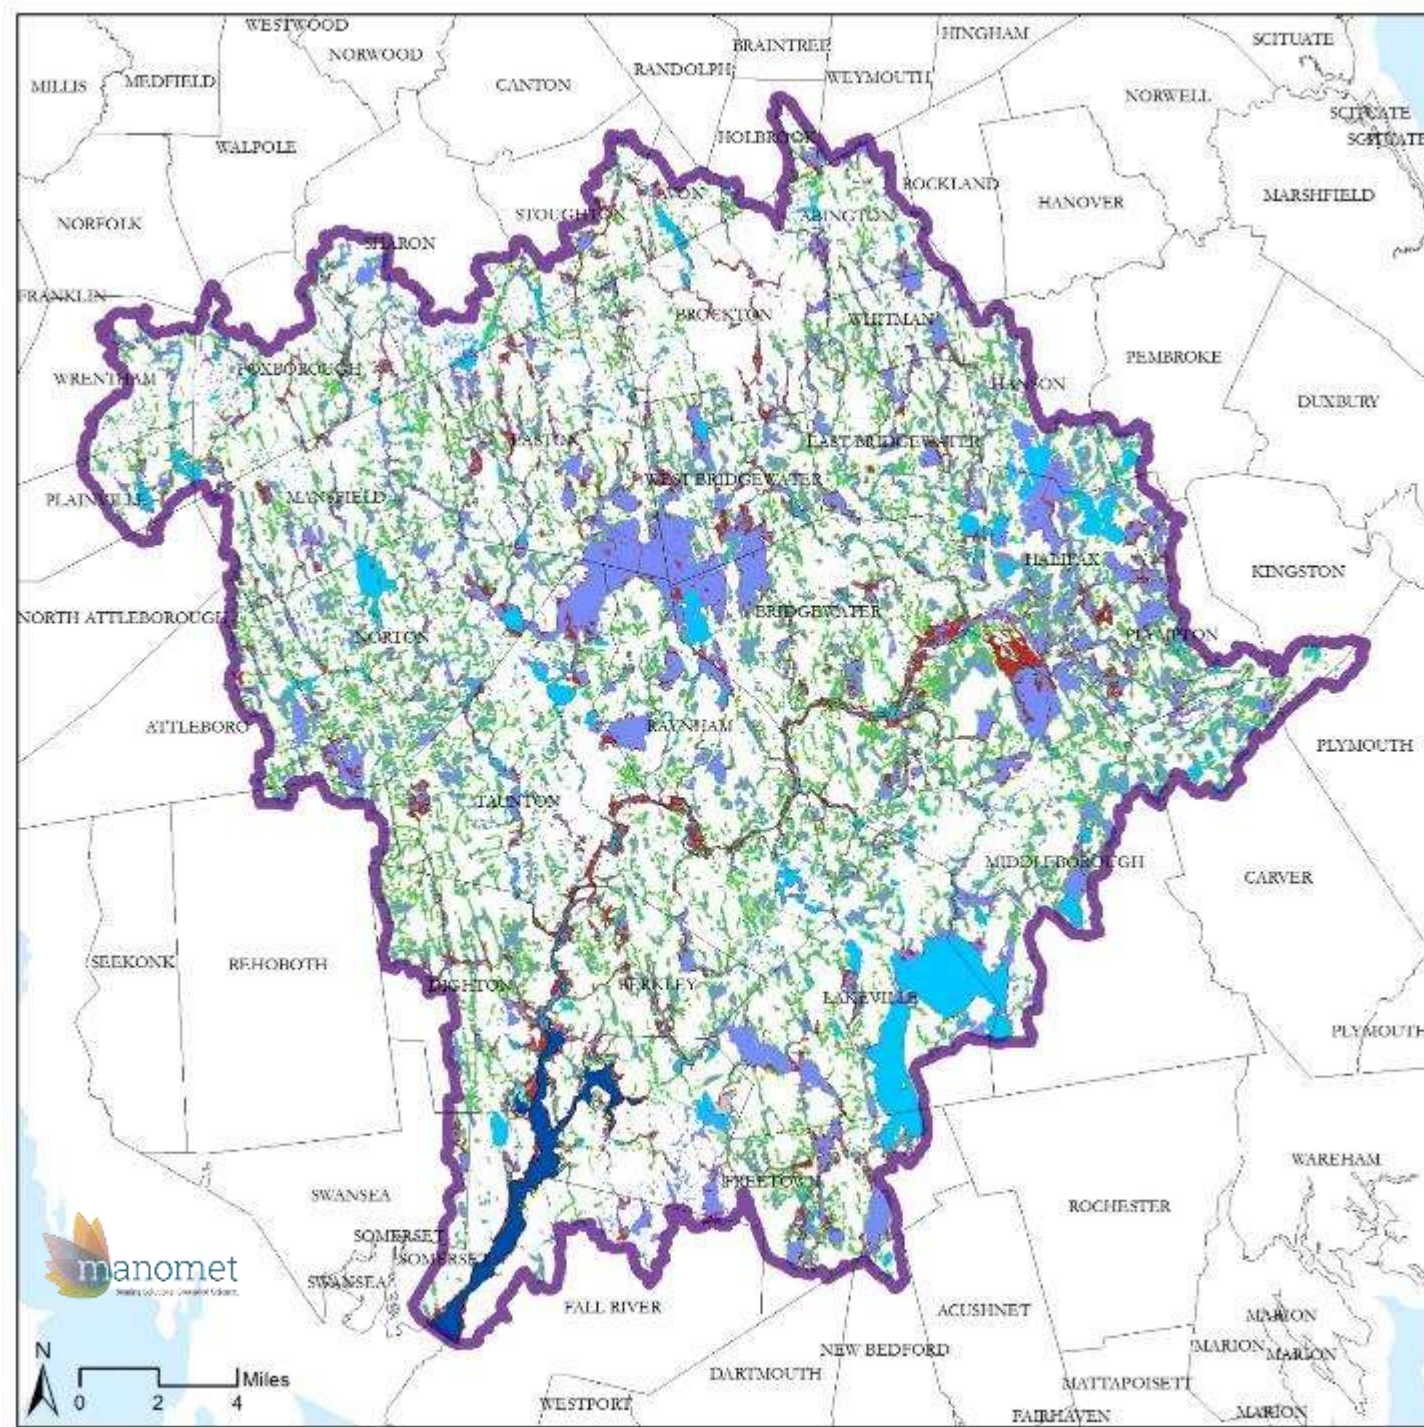 WESTWOOD
HINGHAM
SCITUATE
NORWOOD
BRAINTREE
RANDOLPH
WEYMOUTH
MILLIS
MEDFIELD
CANTON
NORWELL
SCITUATE
SCITUATE
HOLBROOK
WALPOLE
ROCKLAND
MARSHFIELD
AVON
HANOVER
STOUGHTON
ABINGTON
NORFOLK
SHARON
FRANKLIN
BROCKTON
WHITMAN
PEMBROKE
FOXBOROUGH
WRENTHAM
HANSON
DUXBURY
EASTON
EAST BRIDGEWATER
WEST BRIDGEWATER
PLAINVILLE
MANSFIELD
HALIFAX
KINGSTON
NORTH ATTLEBOROUGH
BRIDGEWATER
NORTON
PLYMPTON
ATTLEBORO
RAYNHAM
PLYMOUTH
TAUNTON
MIDDLEBOROUGH
CARVER
SEEKONK
REHOBOTH
DIGHTON
BERKLEY
LAKEVILLE
PLYMOUTH
WAREHAM
FREETOWN
SWANSEA
ROCHESTER
SOMERSET
SOMERSET
manomet
SWANSEA
FALL RIVER
ACUSHNET
MARION
NEW BEDFORD
MARION
MARION
N
DARTMOUTH
MATTAPOISETT
Miles
0 2 4
WESTPORT
FAIRHAVEN
MARION